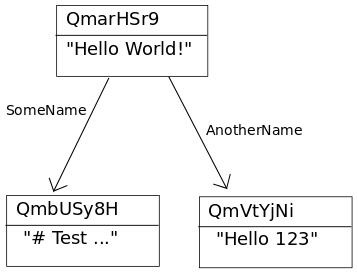 QmarHSr9
"Hello World!"
SomeName
AnotherName
QmbUSy8H
"# Test ..."
QmVtYjNi
"Hello 123"